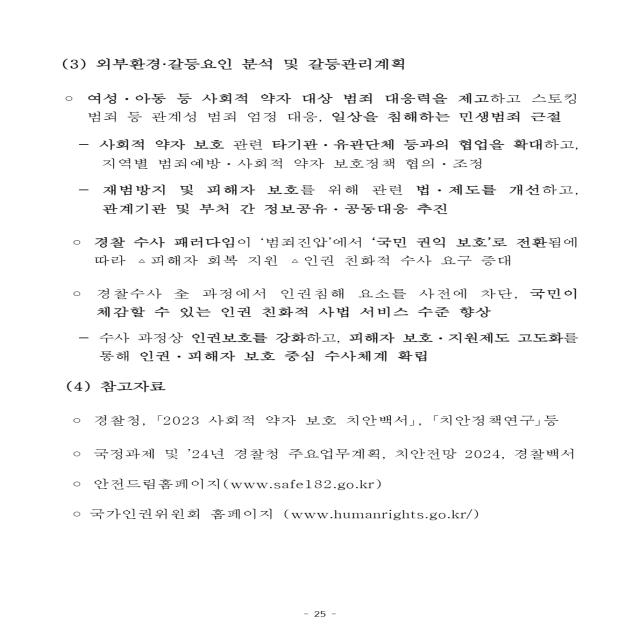 (3) 외부환경·갈등요인 분석 및 갈등관리계획
○ 여성·아동 등 사회적 약자 대상 범죄 대응력을 제고하고 스토킹
범죄 등 관계성 범죄 엄정 대응, 일상을 침해하는 민생범죄 근절
- 사회적 약자 보호 관련 타기관·유관단체 등과의 협업을 확대하고,
지역별 범죄예방·사회적 약자 보호정책 협의·조정
- 재범방지 및 피해자 보호를 위해 관련 법·제도를 개선하고,
관계기관 및 부처 간 정보공유·공동대응 추진
○ 경찰 수사 패러다임이 '범죄진압'에서 '국민 권익 보호'로 전환됨에
따라 △피해자 회복 지원 △인권 친화적 수사 요구 증대
○ 경찰수사 全 과정에서 인권침해 요소를 사전에 차단, 국민이
체감할 수 있는 인권 친화적 사법 서비스 수준 향상
- 수사 과정상 인권보호를 강화하고, 피해자 보호·지원제도 고도화를
통해 인권·피해자 보호 중심 수사체계 확립
(4) 참고자료
○ 경찰청, 「2023 사회적 약자 보호 치안백서」, 「치안정책연구」등
○ 국정과제 및 '24년 경찰청 주요업무계획, 치안전망 2024, 경찰백서
○ 안전드림홈페이지(www.safe182.go.kr)
○ 국가인권위원회 홈페이지 (www.humanrights.go.kr/)
- 25 -